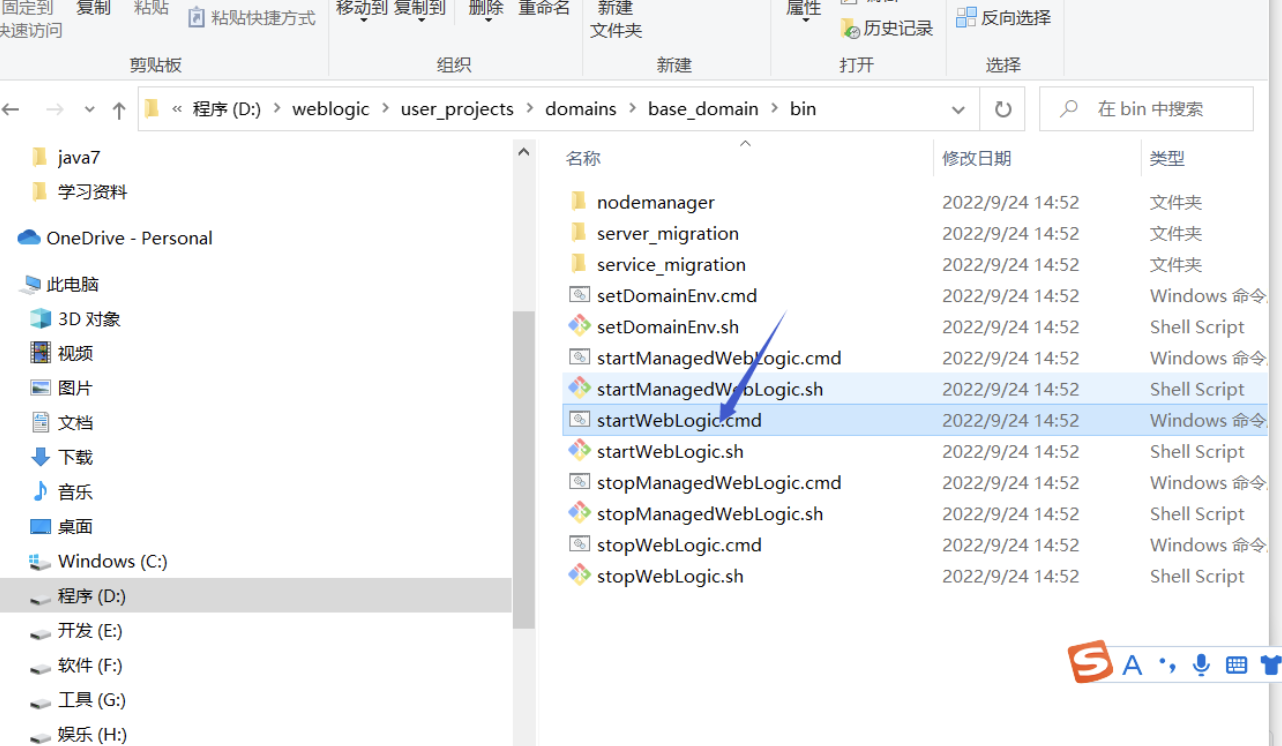 固定到 复制 粘贴 移动到 复制到 删除 重命名 新建 属性
快速访问 粘贴快捷方式 文件夹 历史记录 反向选择
剪贴板 组织 新建 打开 选择
« 程序 (D:) > weblogic > user_projects > domains > base_domain > bin 在 bin 中搜索
java7
学习资料
OneDrive - Personal
此电脑
3D 对象
视频
图片
文档
下载
音乐
桌面
Windows (C:)
程序 (D:)
开发 (E:)
软件 (F:)
工具 (G:)
娱乐 (H:)
名称 修改日期 类型
nodemanager 2022/9/24 14:52 文件夹
server_migration 2022/9/24 14:52 文件夹
service_migration 2022/9/24 14:52 文件夹
setDomainEnv.cmd 2022/9/24 14:52 Windows 命令
setDomainEnv.sh 2022/9/24 14:52 Shell Script
startManagedWebLogic.cmd 2022/9/24 14:52 Windows 命令
startManagedWebLogic.sh 2022/9/24 14:52 Shell Script
startWebLogic.cmd 2022/9/24 14:52 Windows 命令
startWebLogic.sh 2022/9/24 14:52 Shell Script
stopManagedWebLogic.cmd 2022/9/24 14:52 Windows 命令
stopManagedWebLogic.sh 2022/9/24 14:52 Shell Script
stopWebLogic.cmd 2022/9/24 14:52 Windows 命令
stopWebLogic.sh 2022/9/24 14:52 Shell Script
S A